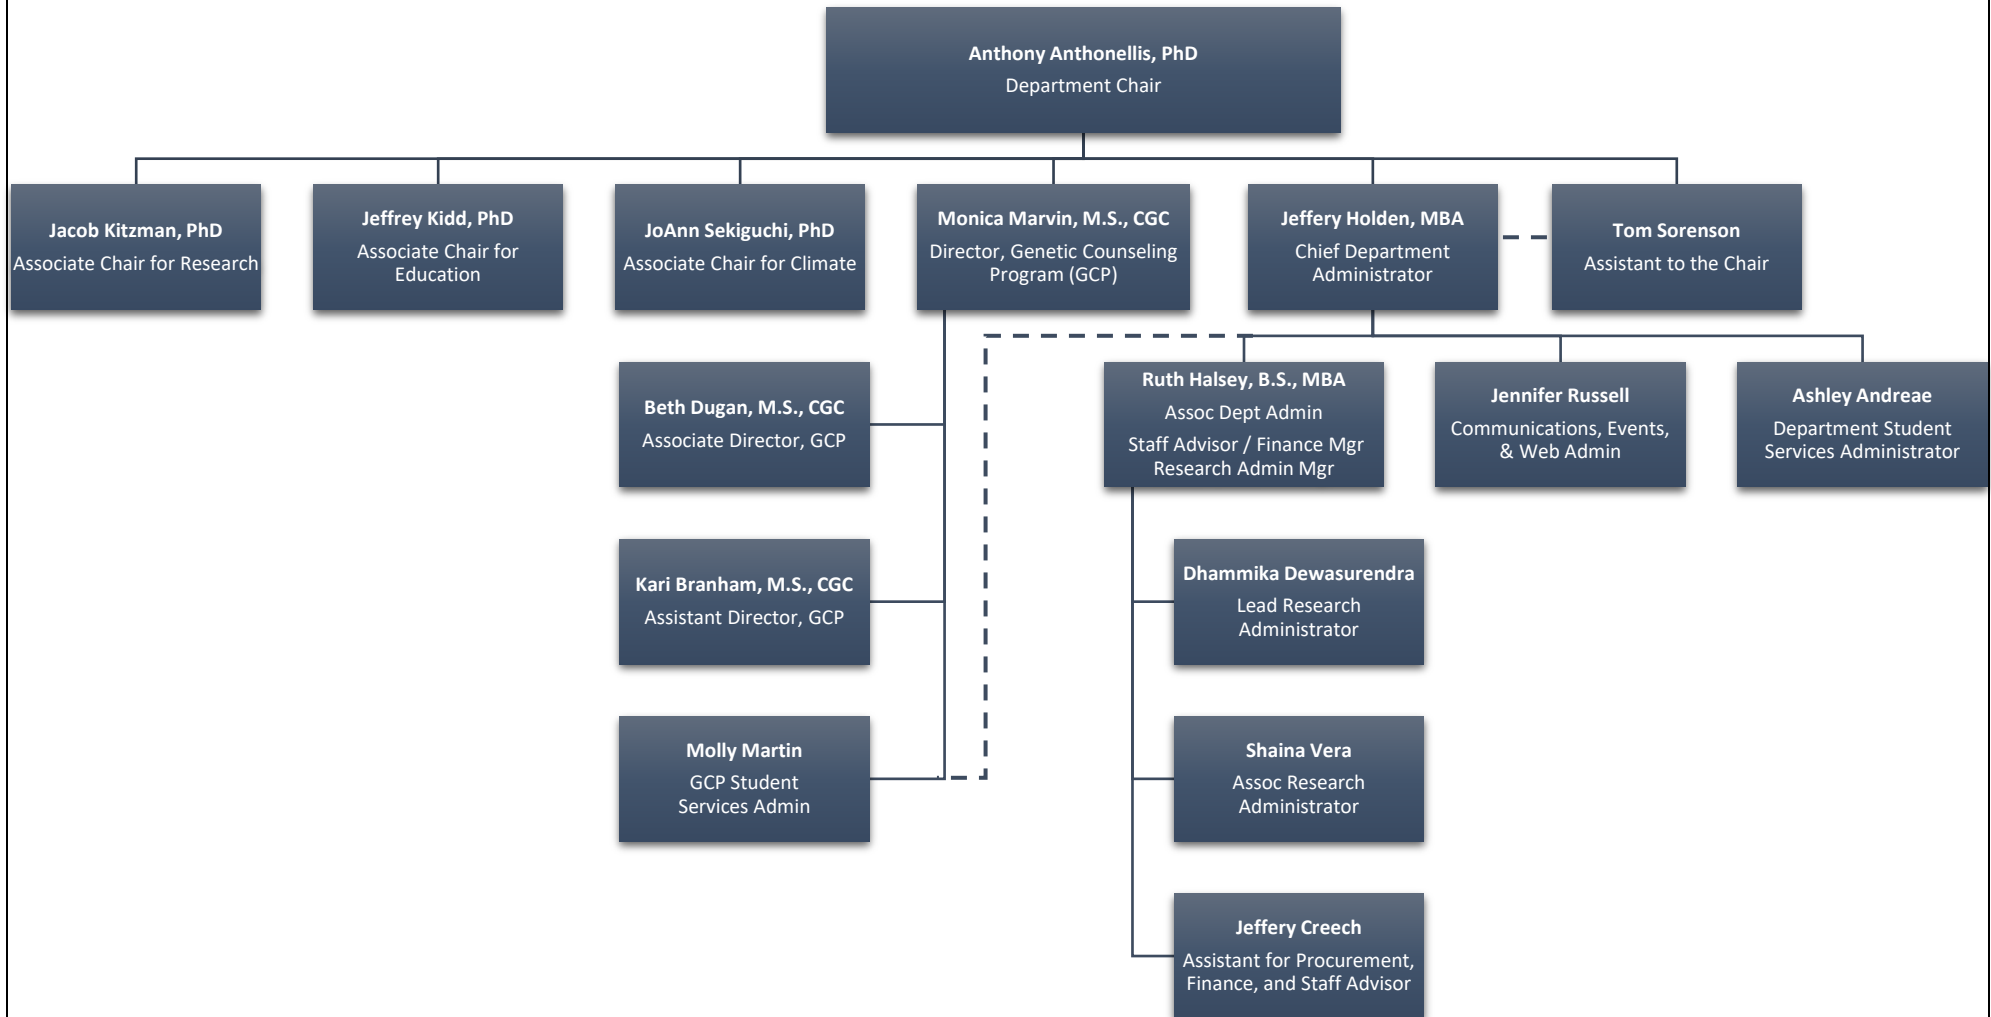 Anthony Anthonellis, PhD
Department Chair
Jacob Kitzman, PhD
Associate Chair for Research
Jeffrey Kidd, PhD
Associate Chair for
Education
JoAnn Sekiguchi, PhD
Associate Chair for Climate
Monica Marvin, M.S., CGC
Director, Genetic Counseling
Program (GCP)
Jeffery Holden, MBA
Chief Department
Administrator
Tom Sorenson
Assistant to the Chair
Beth Dugan, M.S., CGC
Associate Director, GCP
Ruth Halsey, B.S., MBA
Assoc Dept Admin
Staff Advisor / Finance Mgr
Research Admin Mgr
Jennifer Russell
Communications, Events,
& Web Admin
Ashley Andreae
Department Student
Services Administrator
Kari Branham, M.S., CGC
Assistant Director, GCP
Dhammika Dewasurendra
Lead Research
Administrator
Molly Martin
GCP Student
Services Admin
Shaina Vera
Assoc Research
Administrator
Jeffery Creech
Assistant for Procurement,
Finance, and Staff Advisor